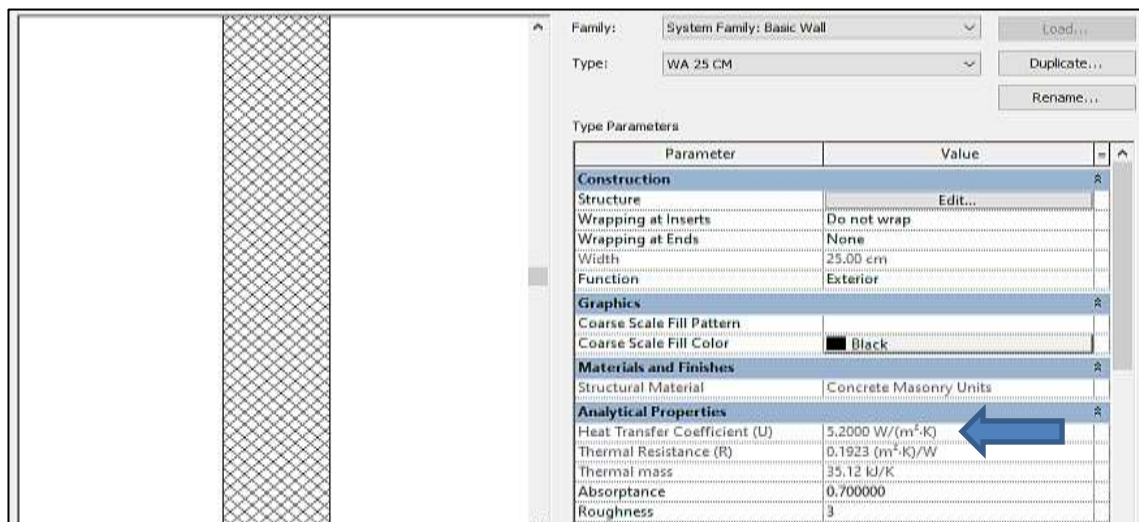 Family: System Family: Basic Wall Load...
Type: WA 25 CM Duplicate...
Rename...
Type Parameters
Parameter Value =
Construction
Structure Edit...
Wrapping at Inserts Do not wrap
Wrapping at Ends None
Width 25.00 cm
Function Exterior
Graphics
Coarse Scale Fill Pattern
Coarse Scale Fill Color Black
Materials and Finishes
Structural Material Concrete Masonry Units
Analytical Properties
Heat Transfer Coefficient (U) 5.2000 W/(m²·K)
Thermal Resistance (R) 0.1923 (m²·K)/W
Thermal mass 35.12 kJ/K
Absorptance 0.700000
Roughness 3